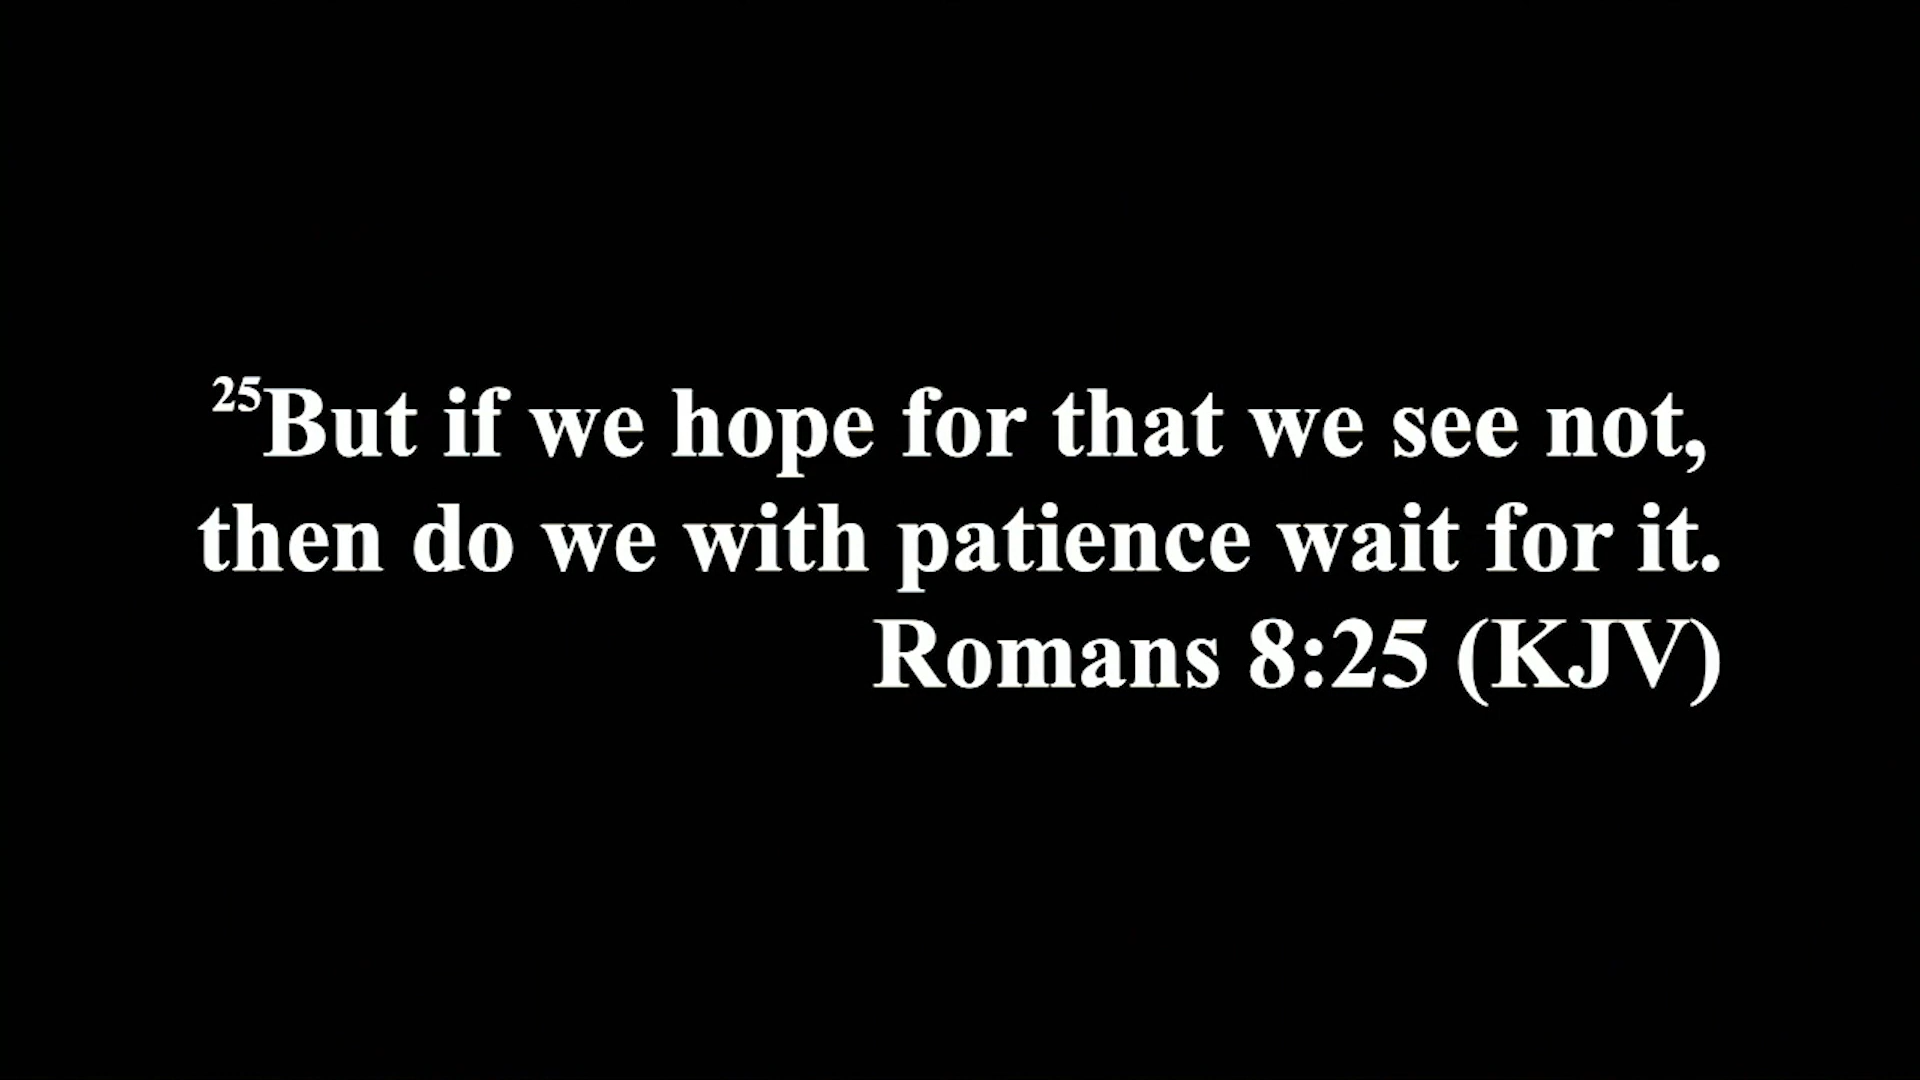 25But if we hope for that we see not,
then do we with patience wait for it.
Romans 8:25 (KJV)